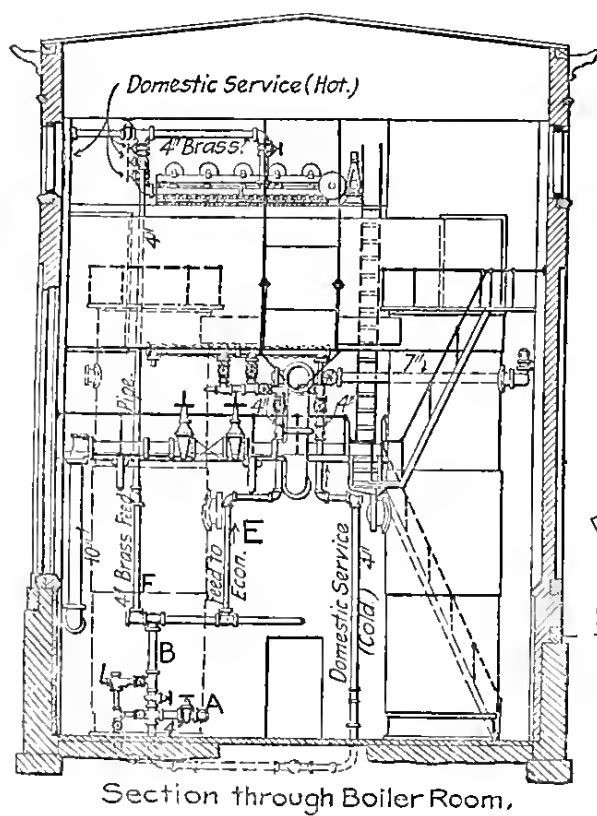 Domestic Service (Hot.)
4" Brass.
4"
7"
4"
4"
Pipe.
10"
4" Brass Feed
Feed to
Econ.
E
Domestic Service
(Cold.)
4"
F
B
A
Section through Boiler Room.